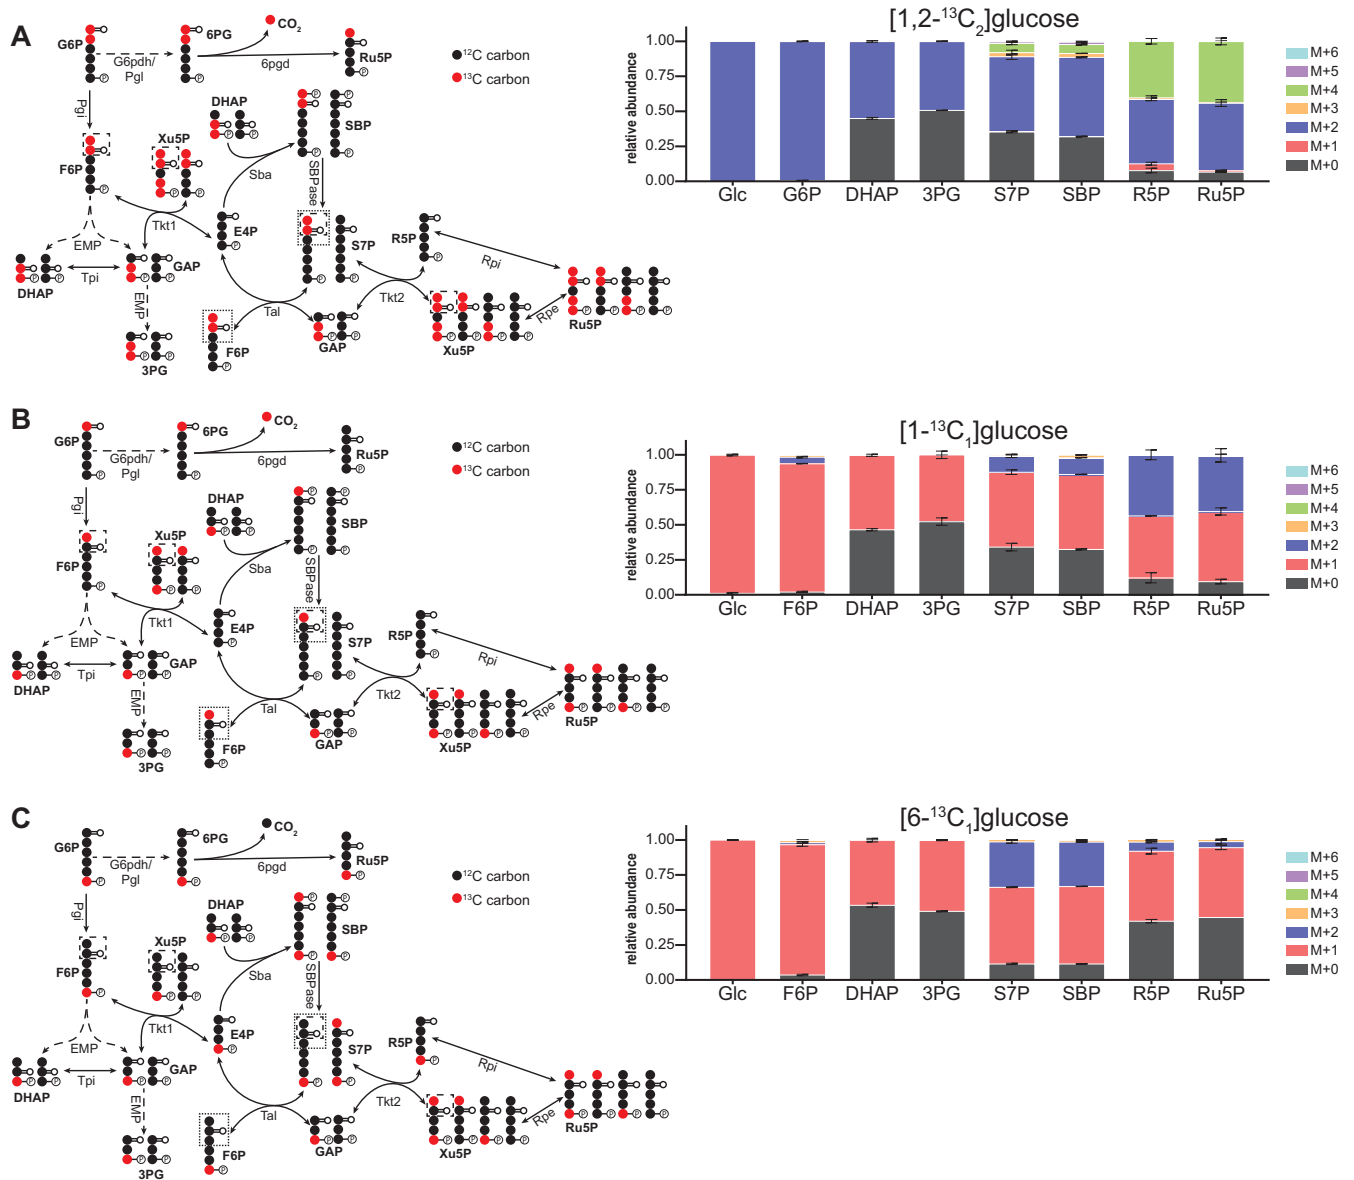 A
G6P
G6pdh/
Pgl
6PG
CO2
6pgd
Ru5P
12C carbon
13C carbon
Pgi
DHAP
SBP
Xu5P
F6P
Sba
SBPase
Tkt1
E4P
S7P
R5P
EMP
GAP
Rpi
DHAP
Tpi
EMP
Tal
Tkt2
Rpe
Ru5P
3PG
F6P
GAP
Xu5P
[1,2-13C2]glucose
relative abundance
1.00
0.75
0.50
0.25
0.00
Glc G6P DHAP 3PG S7P SBP R5P Ru5P
M+6
M+5
M+4
M+3
M+2
M+1
M+0
B
G6P
G6pdh/
Pgl
6PG
CO2
6pgd
Ru5P
12C carbon
13C carbon
Pgi
DHAP
SBP
Xu5P
F6P
Sba
SBPase
Tkt1
E4P
S7P
R5P
EMP
GAP
Rpi
DHAP
Tpi
EMP
Tal
Tkt2
Rpe
Ru5P
3PG
F6P
GAP
Xu5P
[1-13C1]glucose
relative abundance
1.00
0.75
0.50
0.25
0.00
Glc F6P DHAP 3PG S7P SBP R5P Ru5P
M+6
M+5
M+4
M+3
M+2
M+1
M+0
C
G6P
G6pdh/
Pgl
6PG
CO2
6pgd
Ru5P
12C carbon
13C carbon
Pgi
DHAP
SBP
Xu5P
F6P
Sba
SBPase
Tkt1
E4P
S7P
R5P
EMP
GAP
Rpi
DHAP
Tpi
EMP
Tal
Tkt2
Rpe
Ru5P
3PG
F6P
GAP
Xu5P
[6-13C1]glucose
relative abundance
1.00
0.75
0.50
0.25
0.00
Glc F6P DHAP 3PG S7P SBP R5P Ru5P
M+6
M+5
M+4
M+3
M+2
M+1
M+0